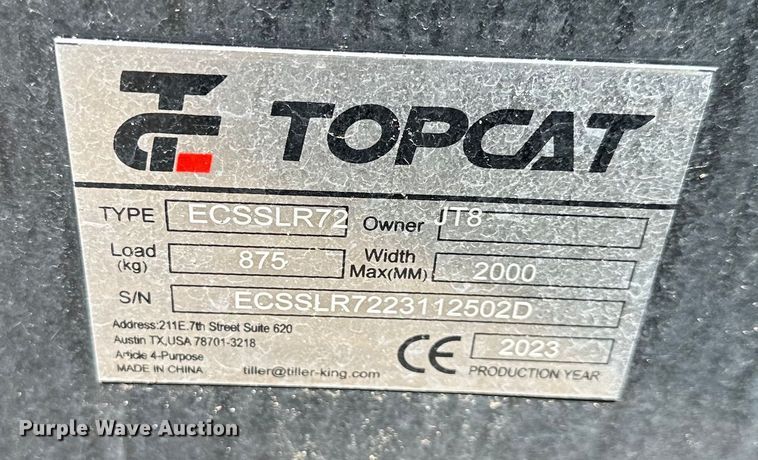 TC TOPCAT
TYPE ECSSLR72 Owner JT8
Load (kg) 875 Width Max(MM) 2000
S/N ECSSLR7223112502D
Address:211E.7th Street Suite 620
Austin TX,USA 78701-3218
Article 4-Purpose
MADE IN CHINA tiller@tiller-king.com
CE 2023
PRODUCTION YEAR
Purple Wave Auction